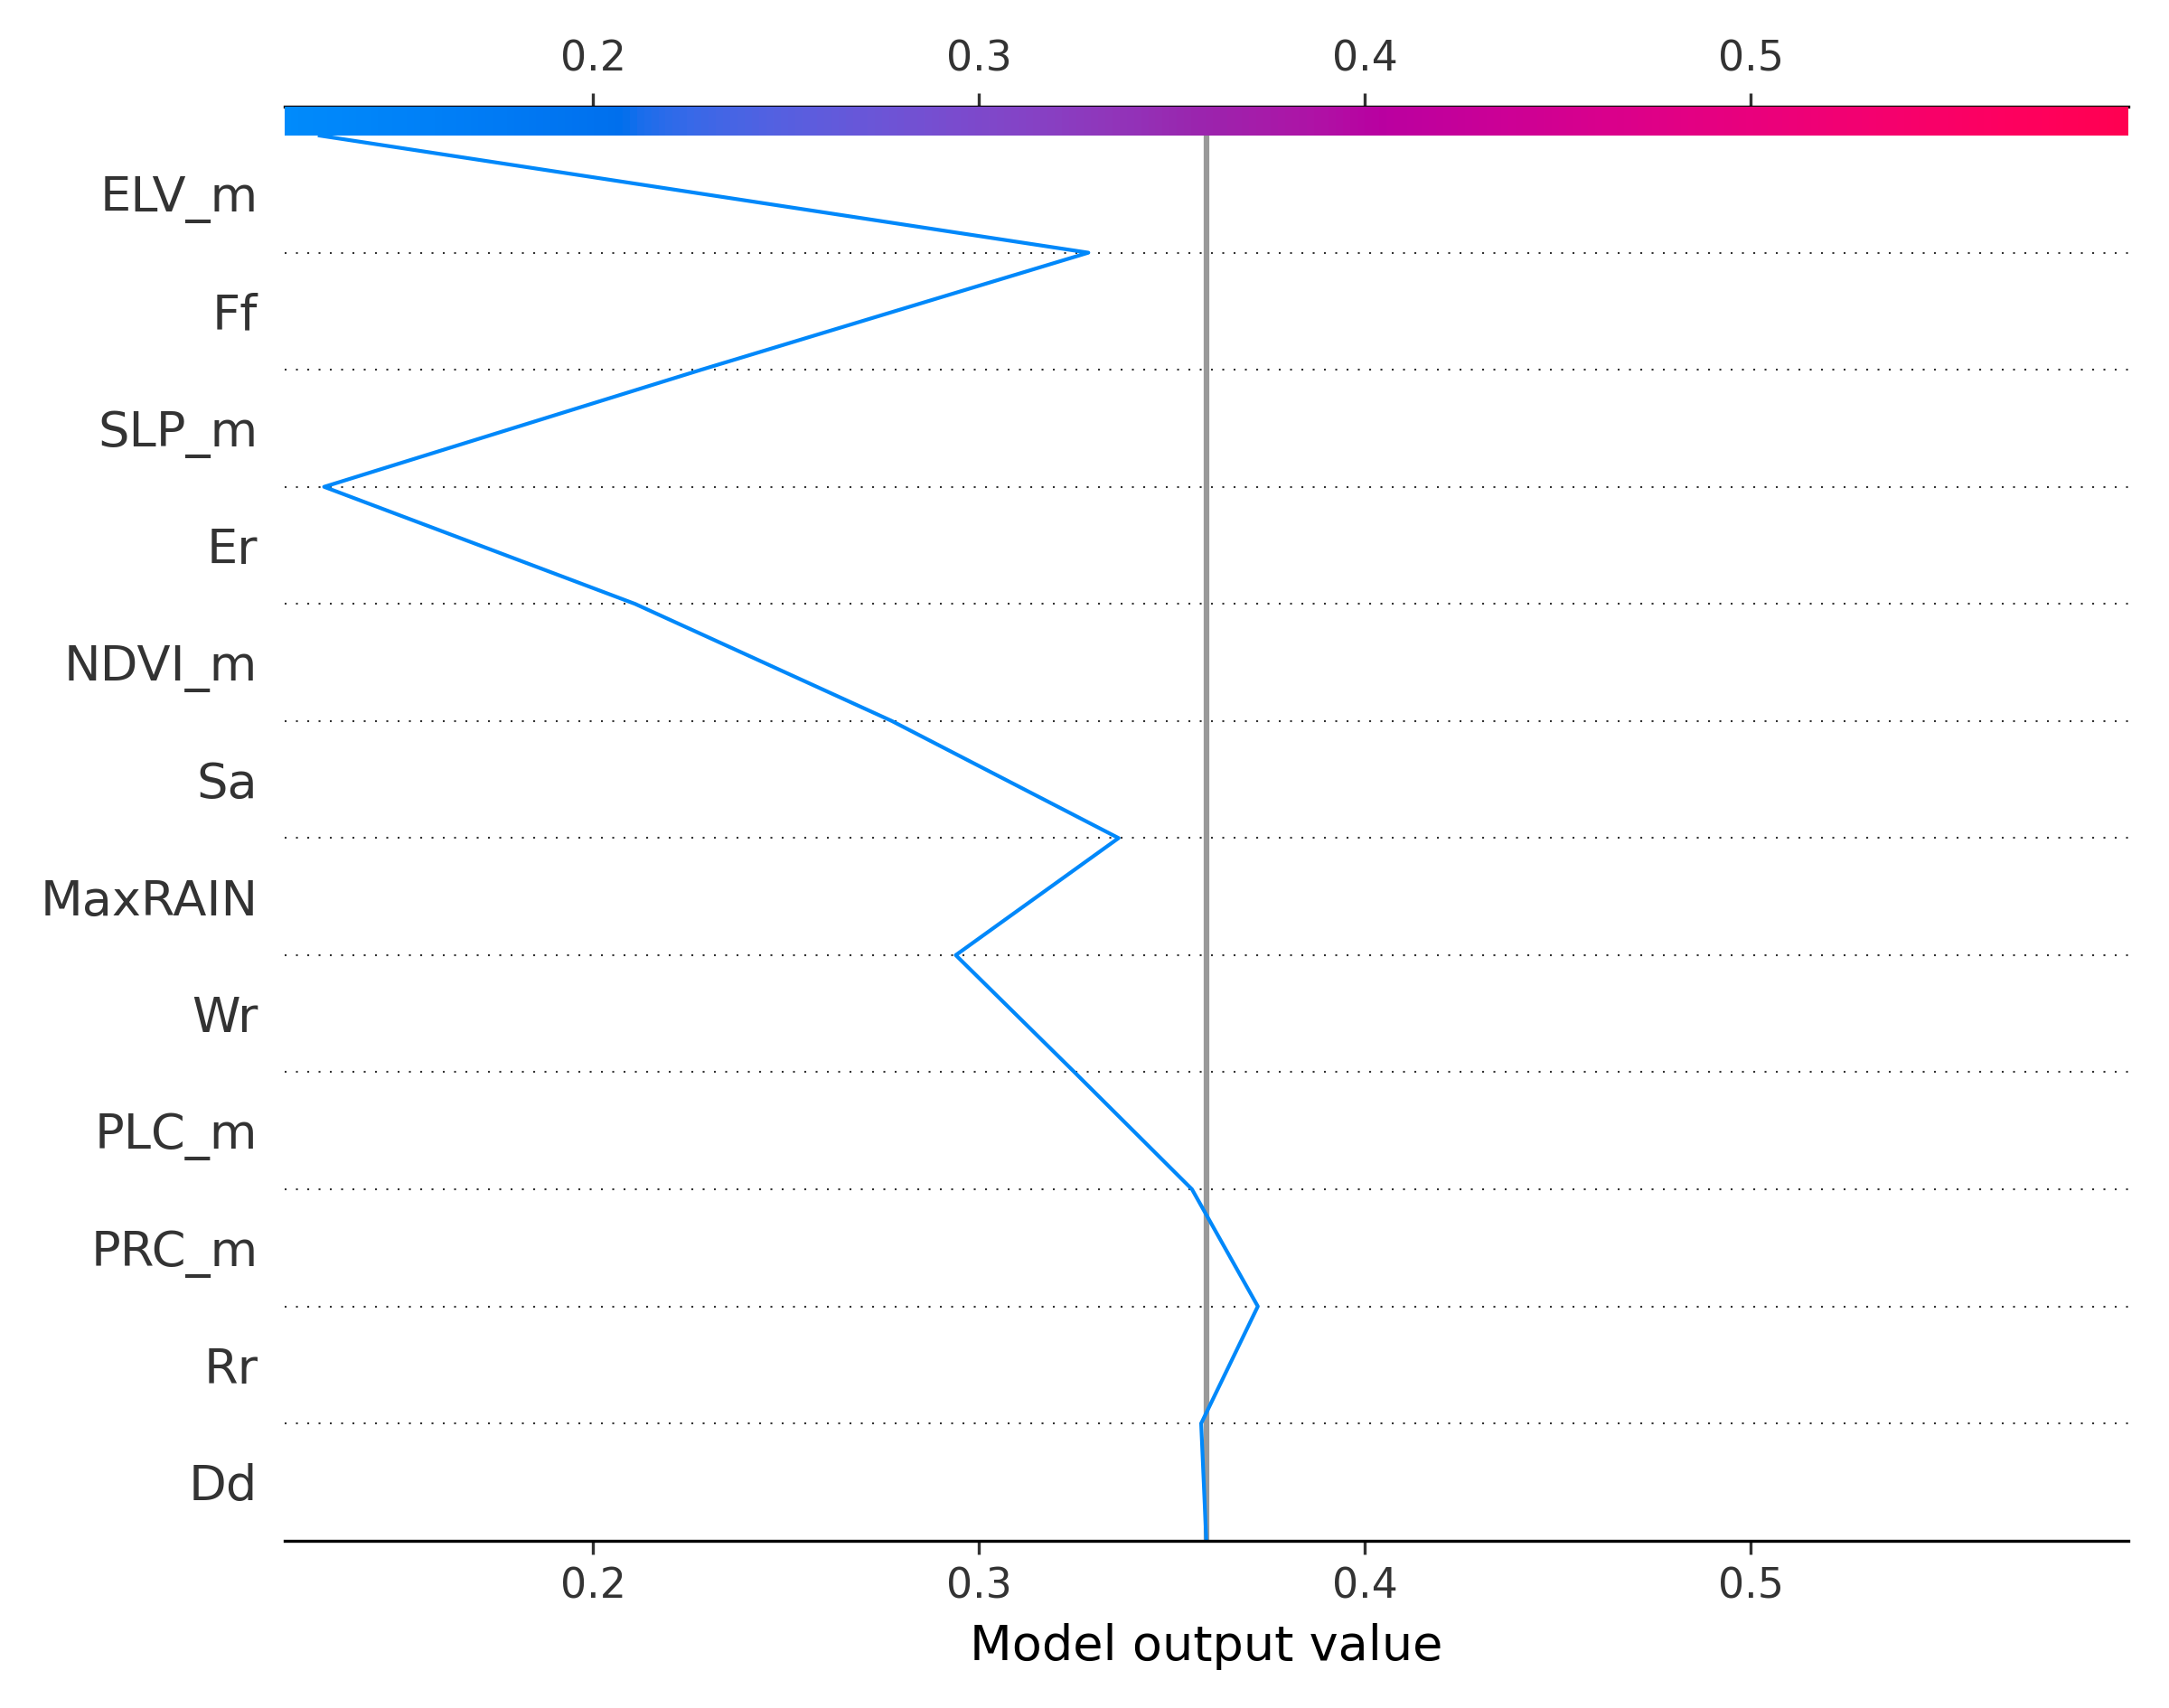 0.2 0.3 0.4 0.5
ELV_m
Ff
SLP_m
Er
NDVI_m
Sa
MaxRAIN
Wr
PLC_m
PRC_m
Rr
Dd
0.2 0.3 0.4 0.5
Model output value